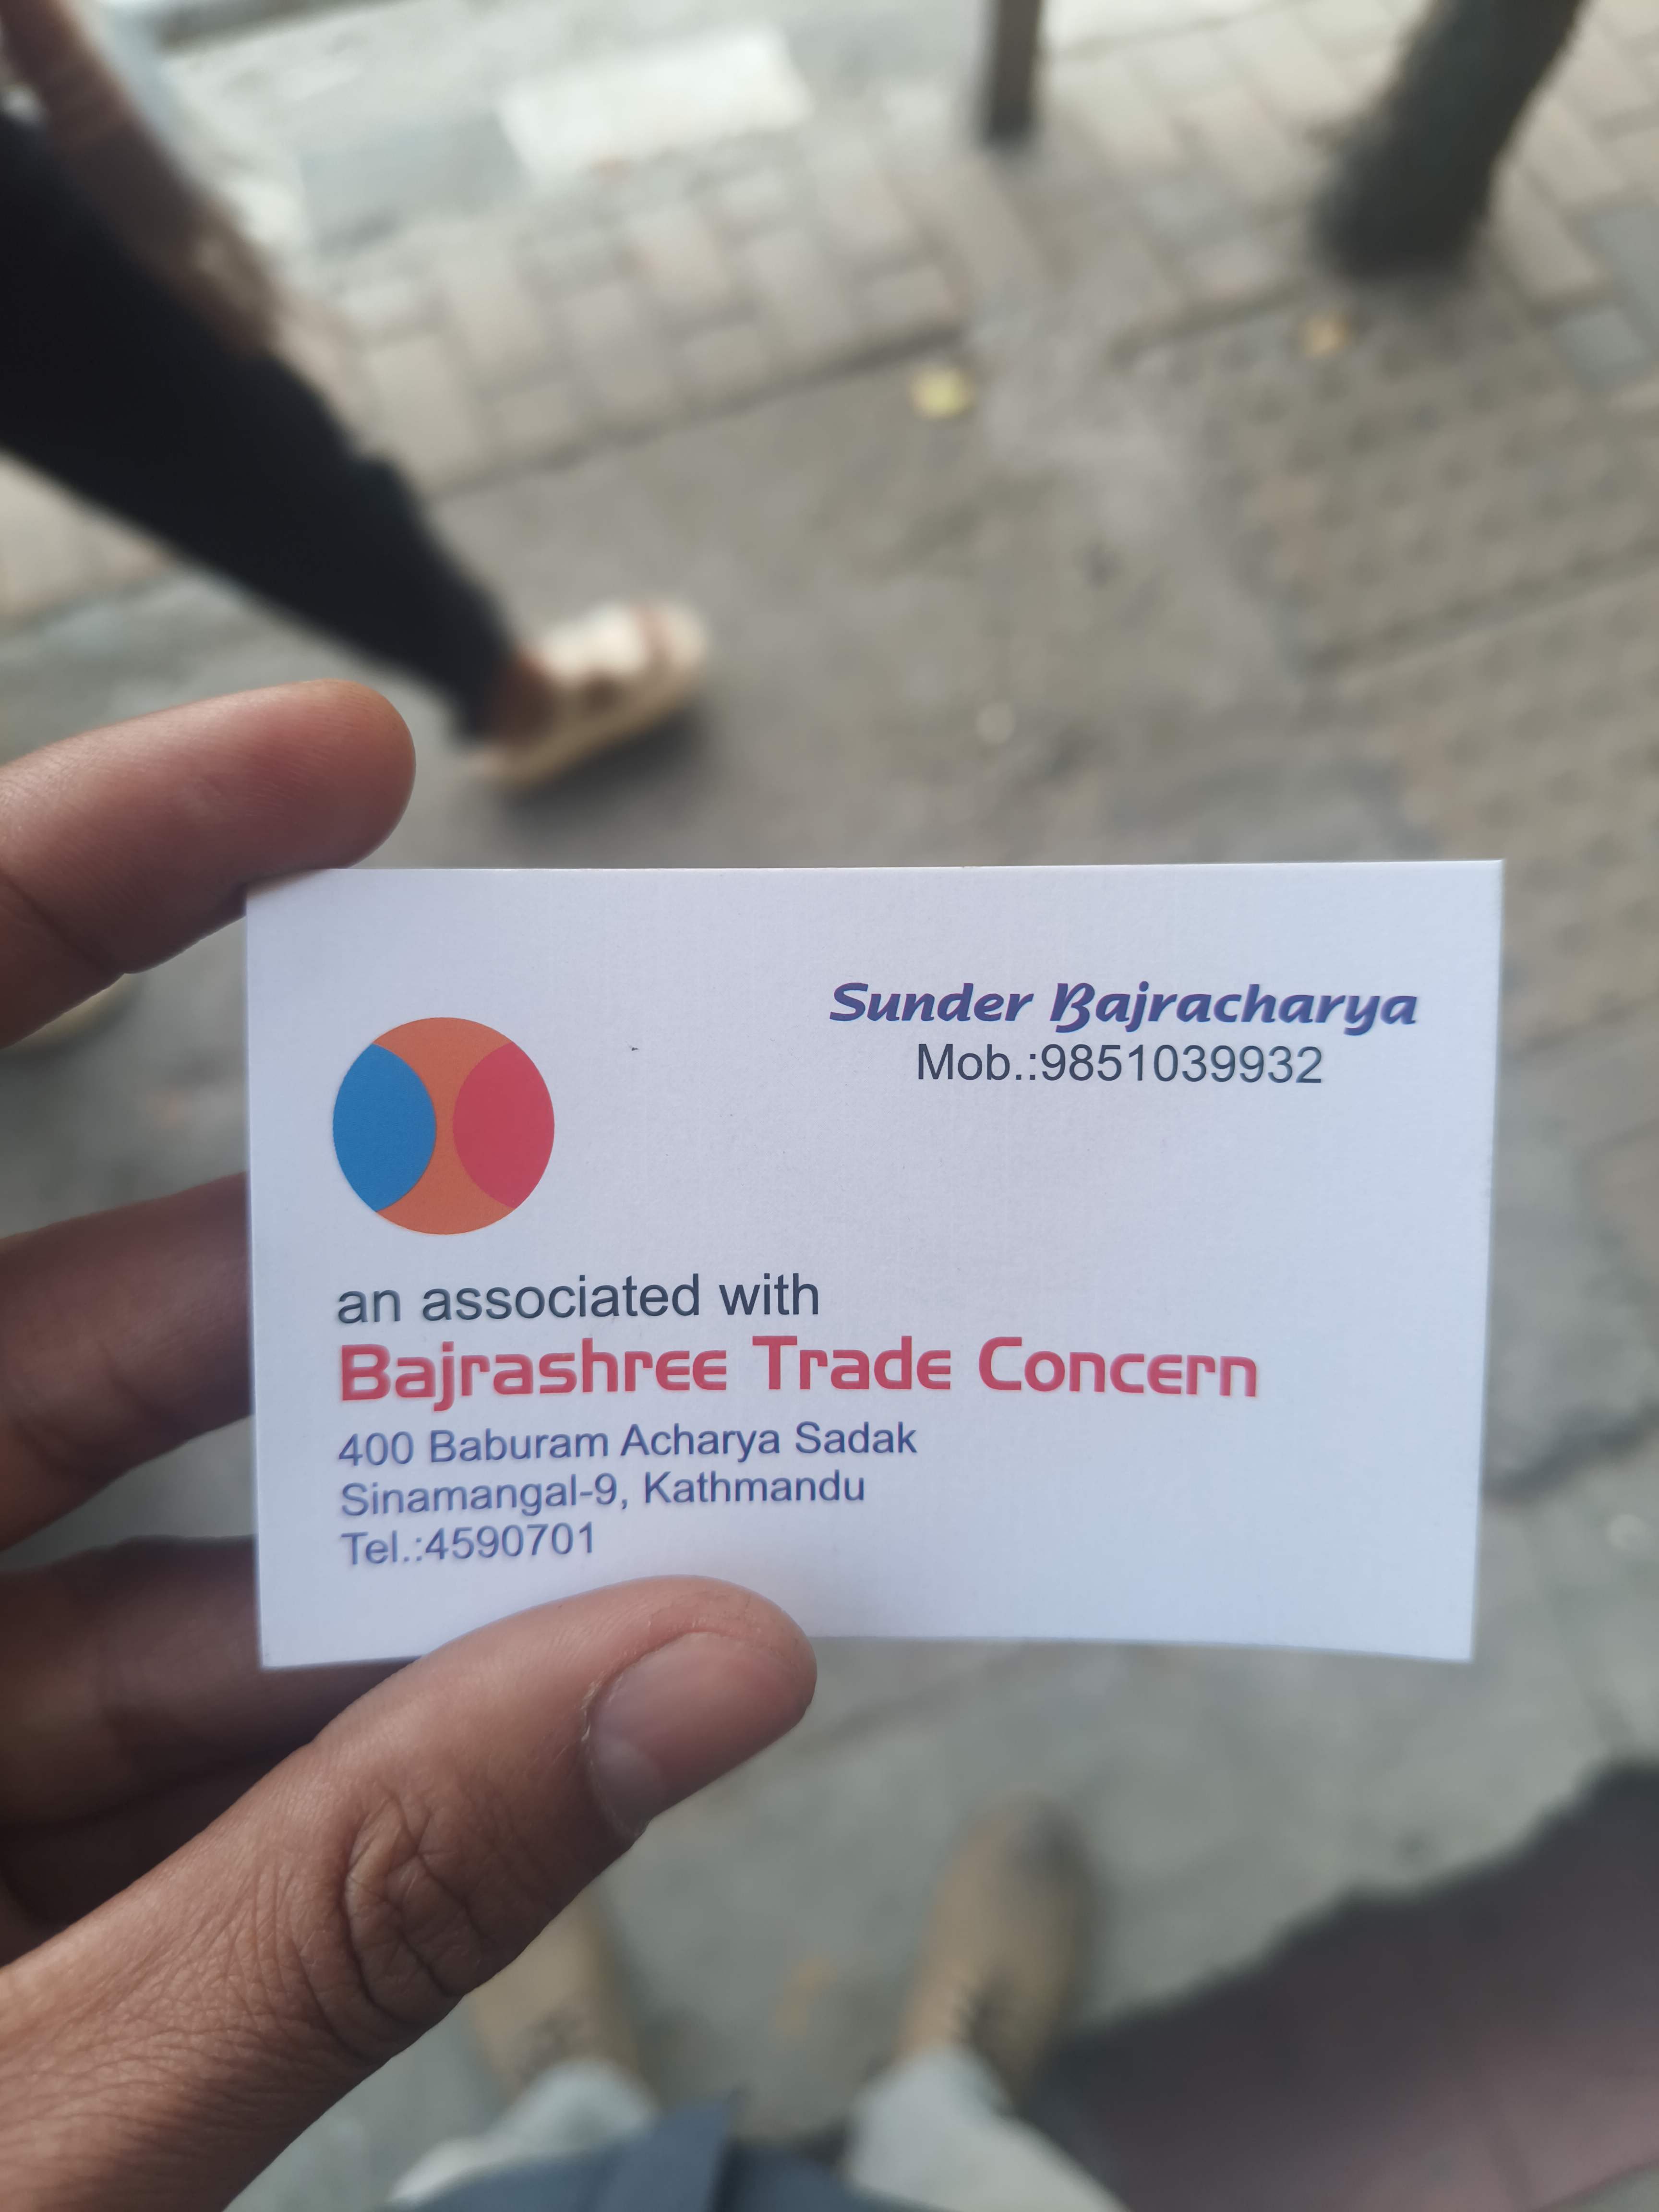 Sunder Bajracharya
Mob.:9851039932
an associated with
Bajrashree Trade Concern
400 Baburam Acharya Sadak
Sinamangal-9, Kathmandu
Tel.:4590701